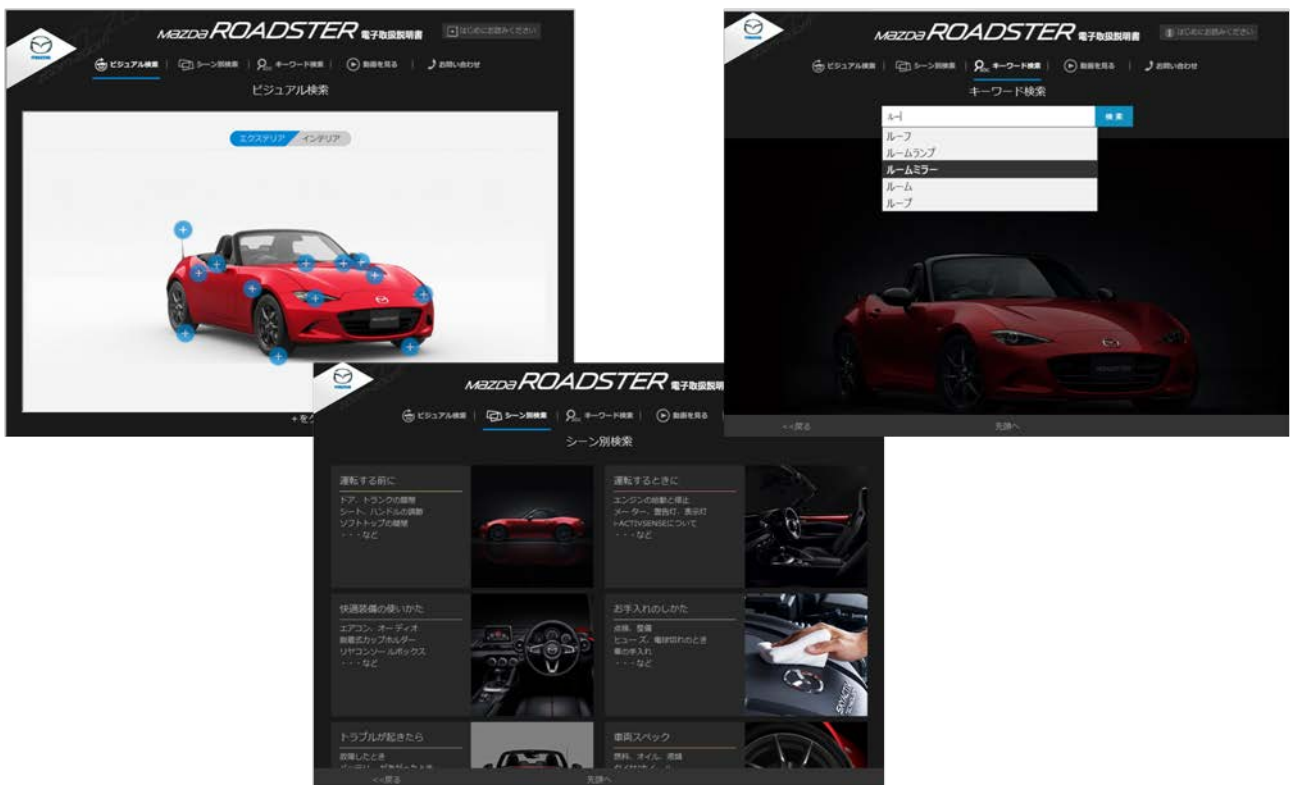 MAZDA ROADSTER 電子取扱説明書
はじめにお読みください
MAZDA
ビジュアル検索
シーン別検索
キーワード検索
動画を見る
お問い合わせ
ビジュアル検索
エクステリア
インテリア
ROADSTER
MAZDA ROADSTER 電子取扱説明書
はじめにお読みください
MAZDA
ビジュアル検索
シーン別検索
キーワード検索
動画を見る
お問い合わせ
キーワード検索
ルー
検索
ルーフ
ルームランプ
ルームミラー
ルーム
ループ
ROADSTER
<<戻る
先頭へ
MAZDA ROADSTER 電子取扱説明
MAZDA
ビジュアル検索
シーン別検索
キーワード検索
動画を見る
シーン別検索
運転する前に
ドア、トランクの開閉
シート、ハンドルの調節
ソフトトップの開閉
・・・など
運転するときに
エンジンの始動と停止
メーター、警告灯、表示灯
i-ACTIVSENSEについて
・・・など
快適装備の使いかた
エアコン、オーディオ
脱着式カップホルダー
リヤコンソールボックス
・・・など
お手入れのしかた
点検、整備
ヒューズ、電球切れのとき
車の手入れ
・・・など
SKYACTIV
TECHNOLOGY
トラブルが起きたら
故障したとき
車両スペック
燃料、オイル、液類
<<戻る
先頭へ